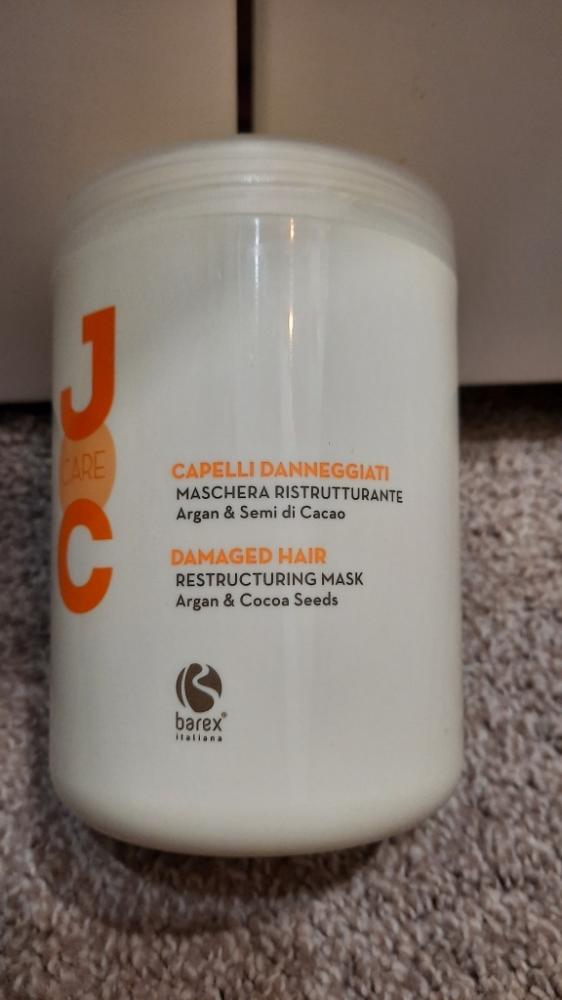 J
CARE
C
CAPELLI DANNEGGIATI
MASCHERA RISTRUTTURANTE
Argan & Semi di Cacao
DAMAGED HAIR
RESTRUCTURING MASK
Argan & Cocoa Seeds
barex®
italiana